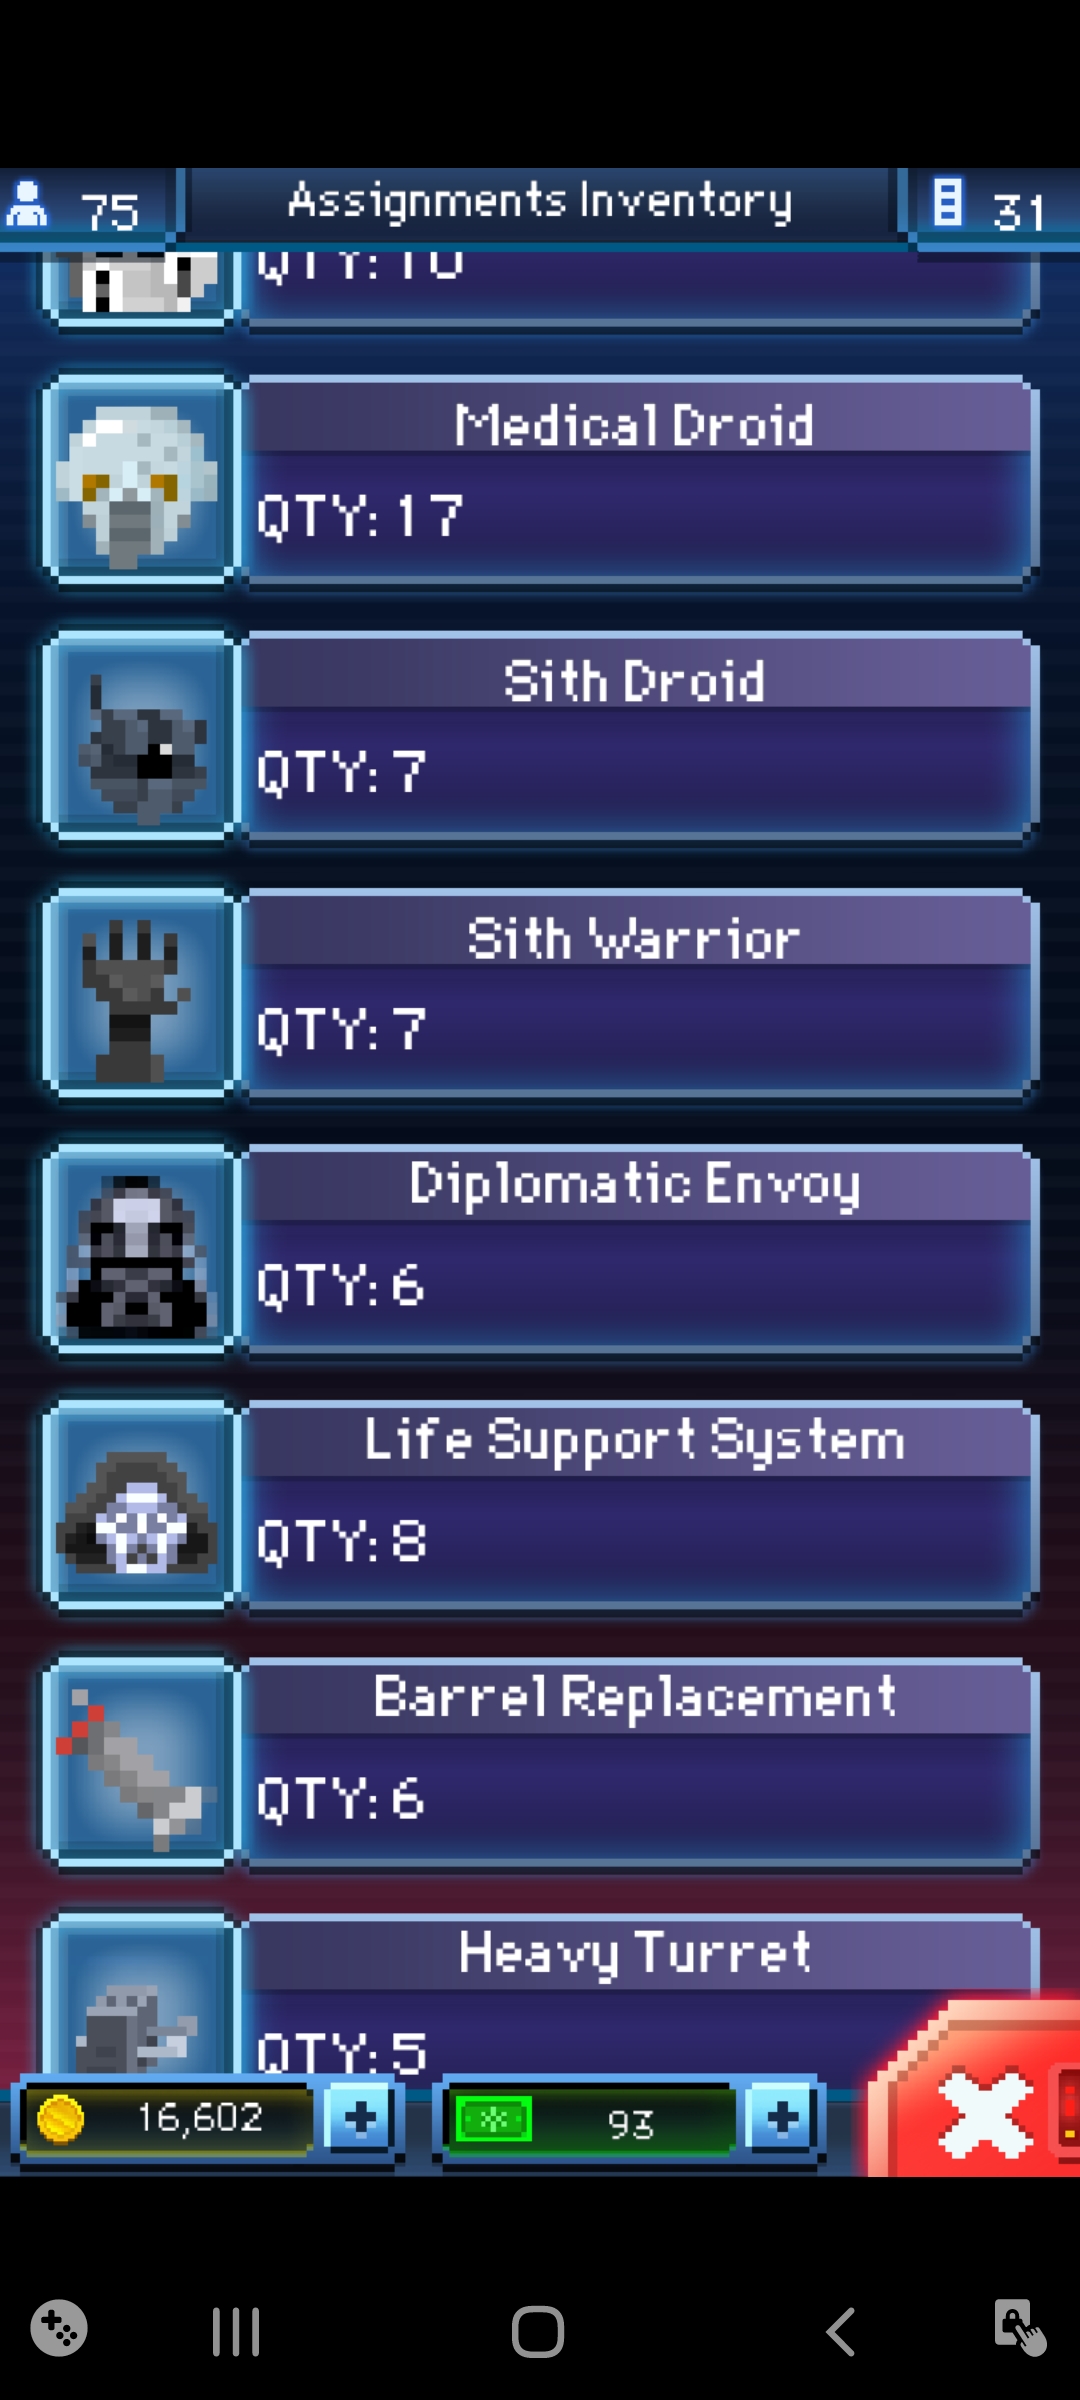 75
Assignments Inventory
31
QTY: 10
Medical Droid
QTY: 17
Sith Droid
QTY: 7
Sith Warrior
QTY: 7
Diplomatic Envoy
QTY: 6
Life Support System
QTY: 8
Barrel Replacement
QTY: 6
Heavy Turret
QTY: 5
16,602
93